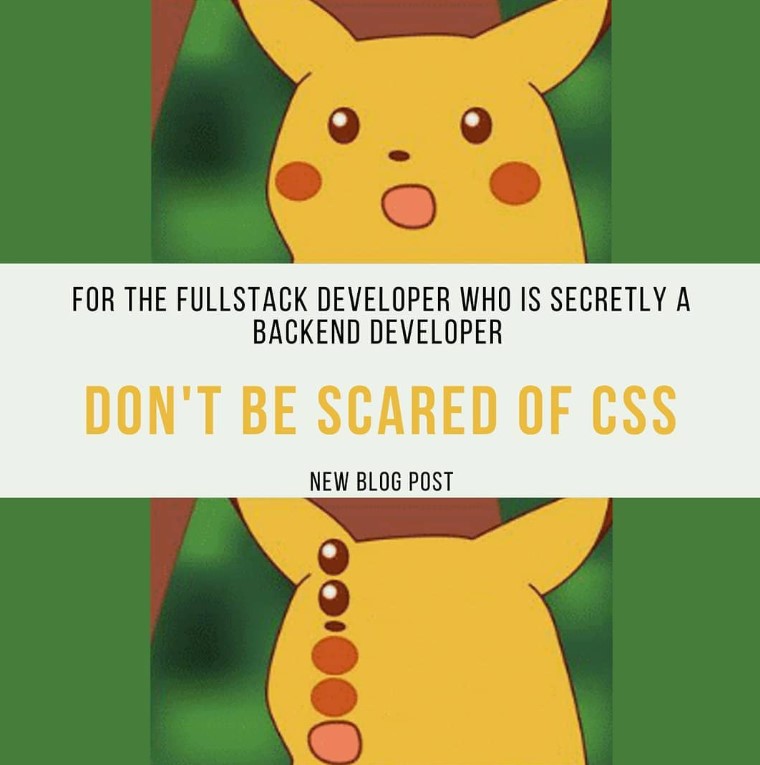 FOR THE FULLSTACK DEVELOPER WHO IS SECRETLY A
BACKEND DEVELOPER
DON'T BE SCARED OF CSS
NEW BLOG POST